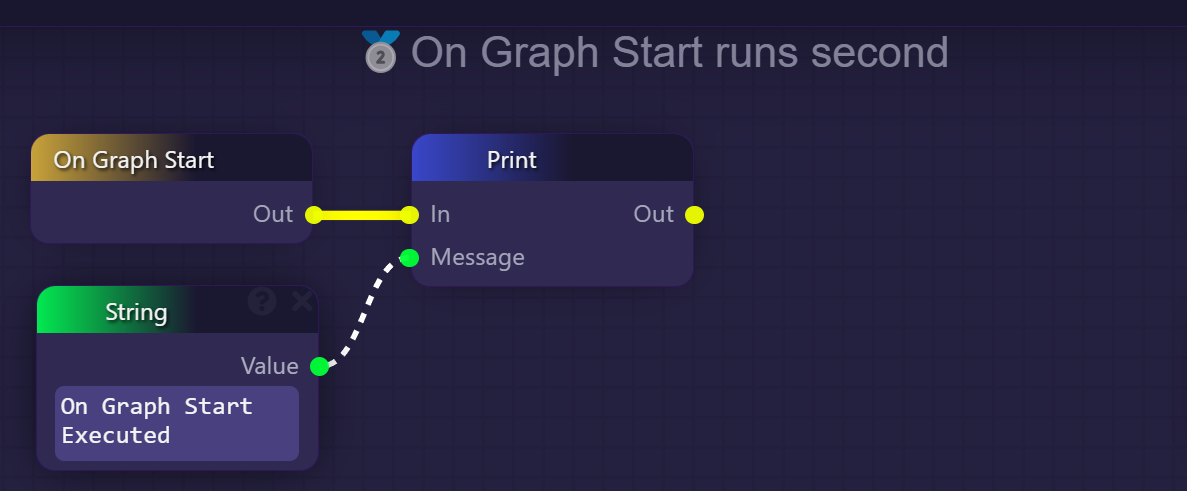 2 On Graph Start runs second
On Graph Start
Print
Out
In
Out
Message
String
?
Value
On Graph Start
Executed